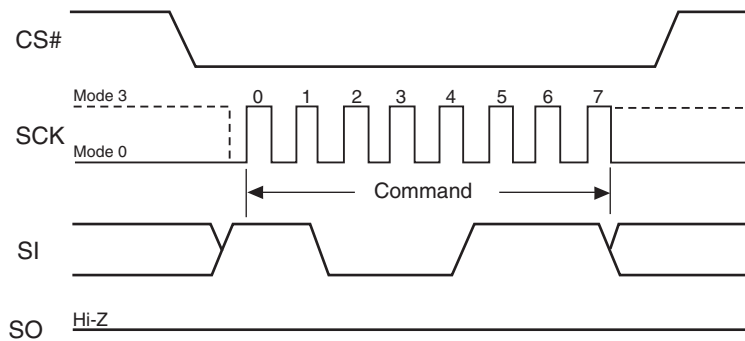 CS#
Mode 3
0 1 2 3 4 5 6 7
SCK
Mode 0
Command
SI
Hi-Z
SO